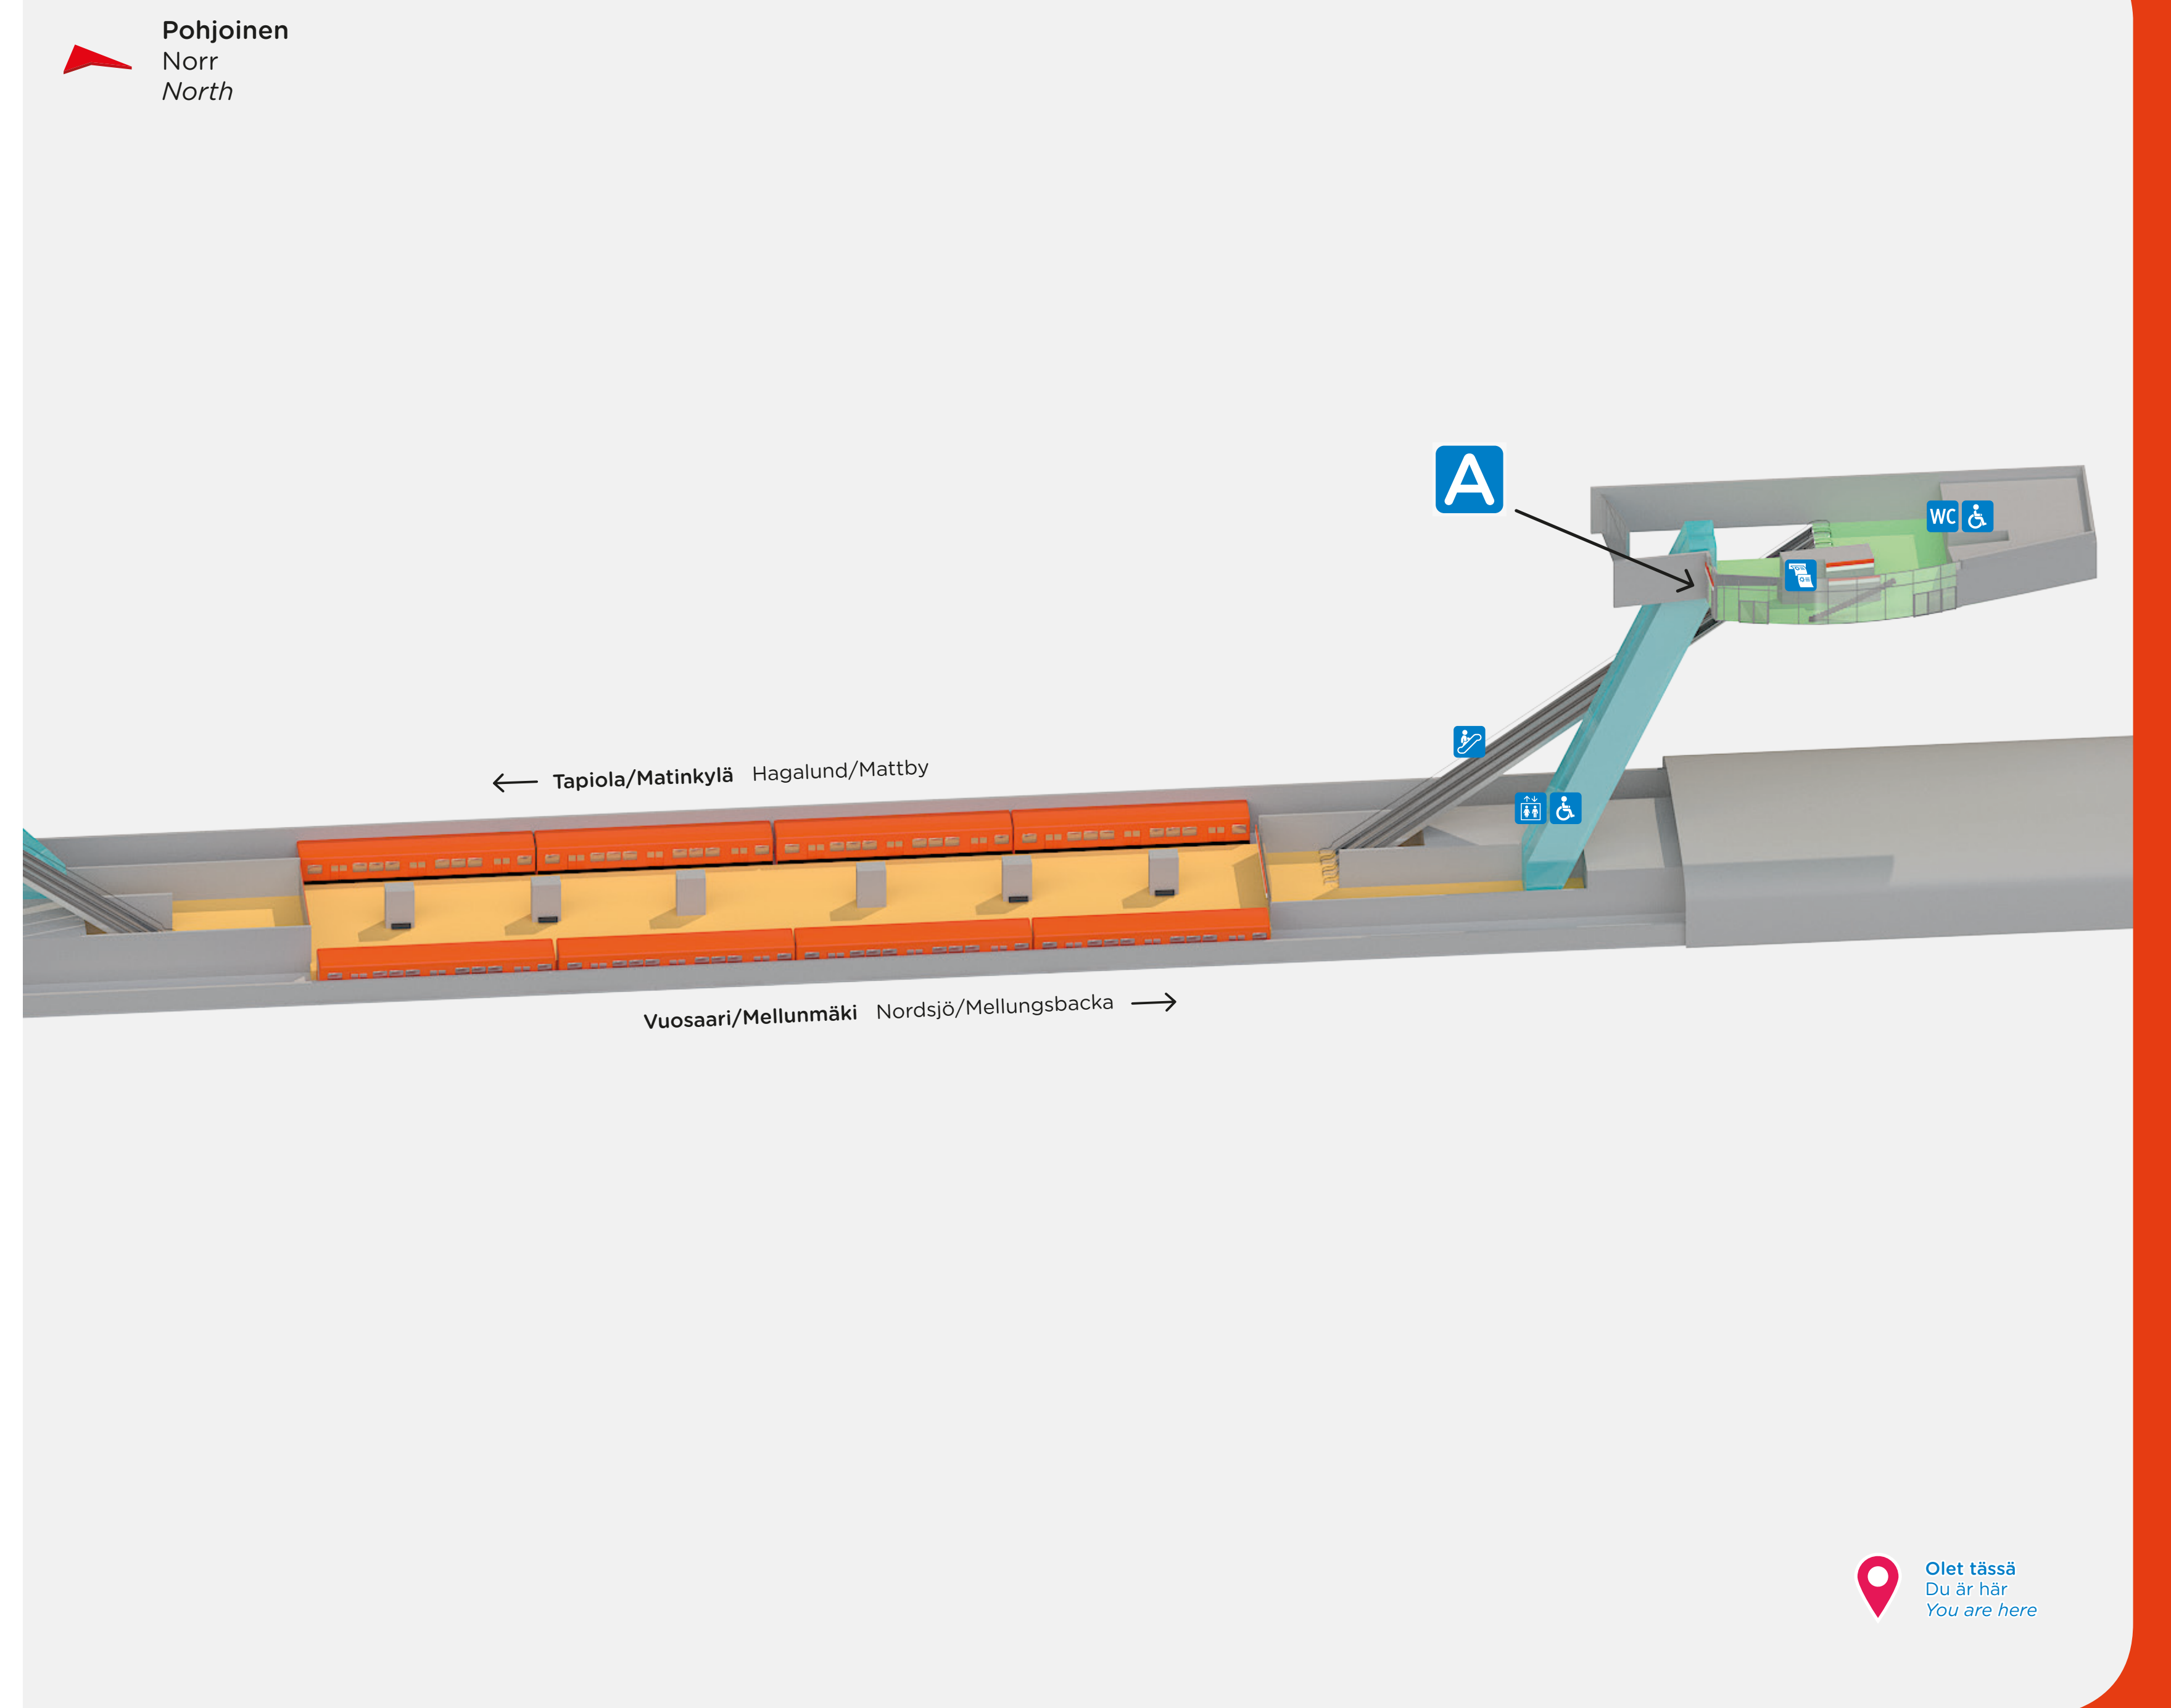 Pohjoinen
Norr
North
A
WC
← Tapiola/Matinkylä Hagalund/Mattby
Vuosaari/Mellunmäki Nordsjö/Mellungsbacka →
Olet tässä
Du är här
You are here